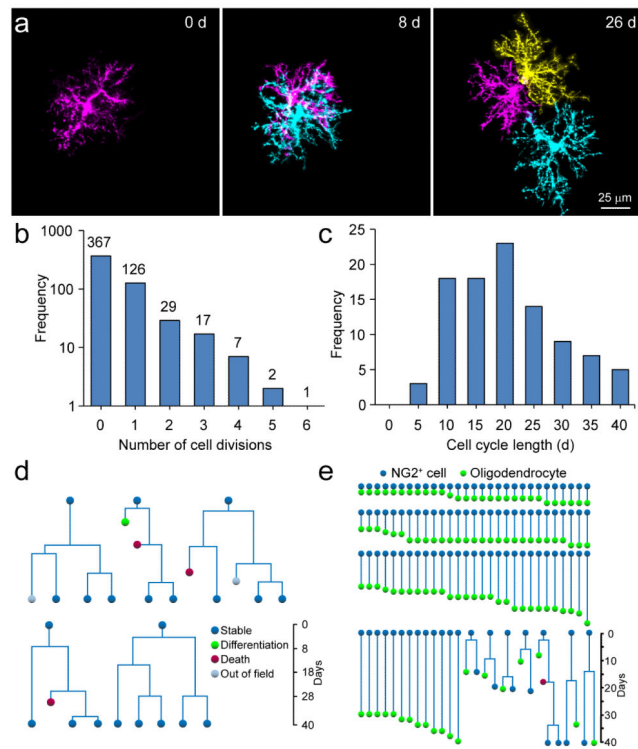 a
0 d
8 d
26 d
25 μm
b
1000
100
10
1
Frequency
367
126
29
17
7
2
1
0 1 2 3 4 5 6
Number of cell divisions
c
25
20
15
10
5
0
Frequency
0 5 10 15 20 25 30 35 40
Cell cycle length (d)
d
Stable
Differentiation
Death
Out of field
0
8
18
28
40
Days
e
NG2⁺ cell
Oligodendrocyte
0
10
20
30
40
Days